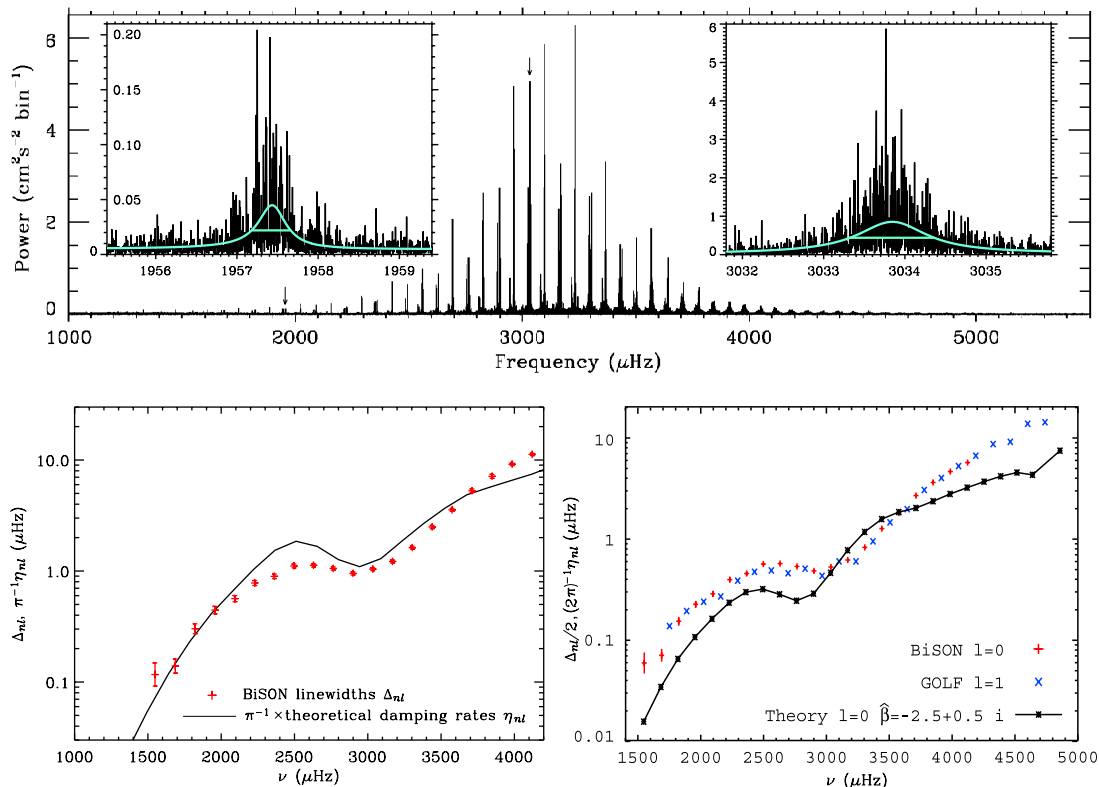 Power (cm² s⁻² bin⁻¹)
6
4
2
0
0.20
0.15
0.10
0.05
0
1956 1957 1958 1959
6
5
4
3
2
1
0
3032 3033 3034 3035
1000 2000 3000 4000 5000
Frequency (μHz)
Δnl, π⁻¹ηnl (μHz)
10.0
1.0
0.1
BiSON linewidths Δnl
π⁻¹ × theoretical damping rates ηnl
1000 1500 2000 2500 3000 3500 4000
ν (μHz)
Δnl/2, (2π)⁻¹ηnl (μHz)
10
1
0.1
0.01
BiSON l=0
GOLF l=1
Theory l=0 β̂=-2.5+0.5 i
1500 2000 2500 3000 3500 4000 4500 5000
ν (μHz)